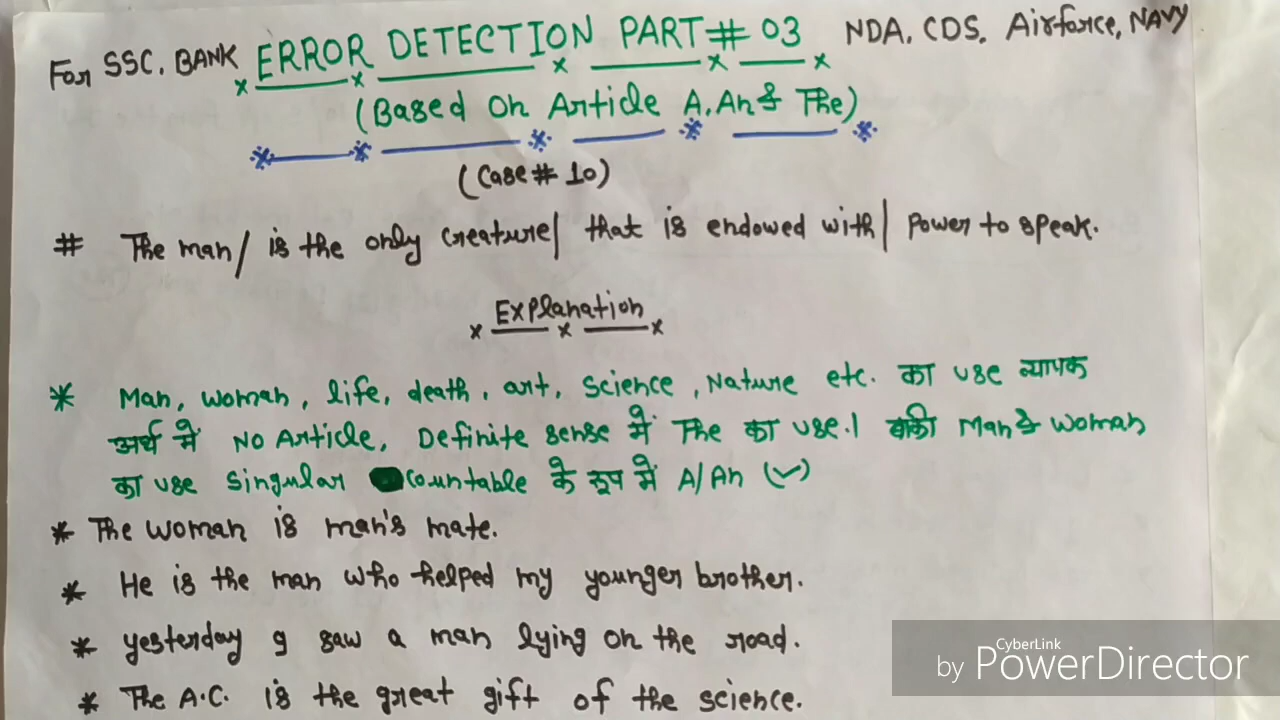 For SSC, BANK ERROR DETECTION PART # 03 NDA, CDS, Airforce, NAVY
(Based On Article A, An & The)
(Case # 10)
# The man/ is the only creature/ that is endowed with/ power to speak.
Explanation
* Man, woman, life, death, art, Science, Nature etc. का use व्यापक
अर्थ में NO Article, Definite sense में The का use.। बाकी Man & Woman
का use Singular Countable के रूप में A/An (✓)
* The woman is man's mate.
* He is the man who helped my younger brother.
* yesterday I saw a man lying on the road.
* The A.C. is the great gift of the science.
CyberLink
by PowerDirector